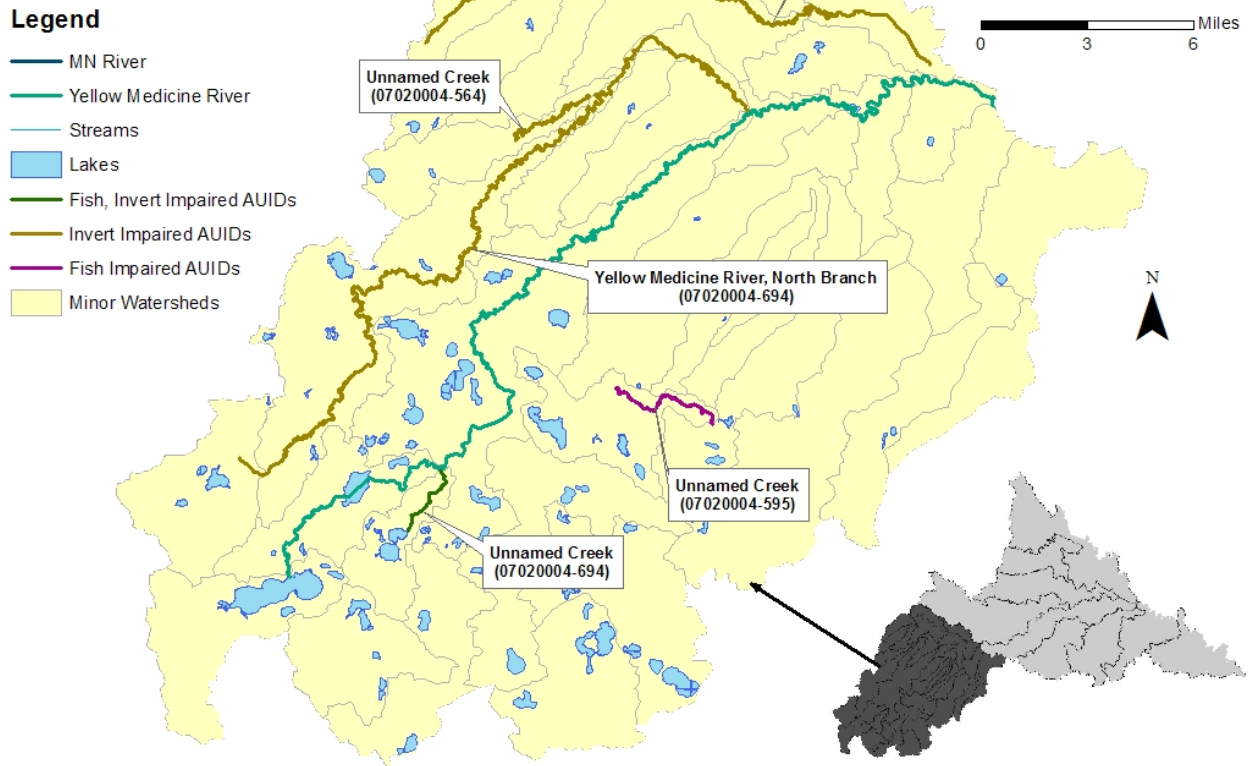 Legend
MN River
Yellow Medicine River
Streams
Lakes
Fish, Invert Impaired AUIDs
Invert Impaired AUIDs
Fish Impaired AUIDs
Minor Watersheds
Miles
0 3 6
Unnamed Creek
(07020004-564)
Yellow Medicine River, North Branch
(07020004-694)
N
Unnamed Creek
(07020004-595)
Unnamed Creek
(07020004-694)